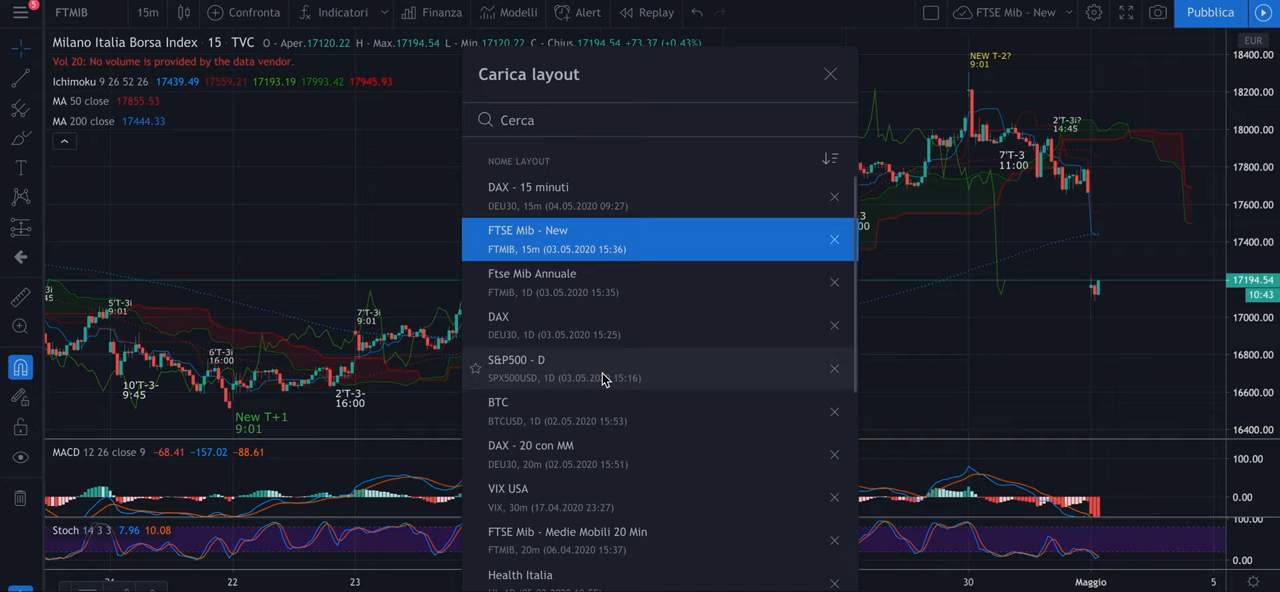 5
FTMIB 15m Confronta Indicatori Finanza Modelli Alert Replay FTSE Mib - New Pubblica
Milano Italia Borsa Index · 15 · TVC O - Aper.17120.22 H - Max.17194.54 L - Min.17120.22 C - Chius.17194.54 +73.37 (+0.43%)
Vol 20: No volume is provided by the data vendor.
Ichimoku 9 26 52 26 17439.49 17559.21 17193.19 17993.42 17945.93
MA 50 close 17855.53
MA 200 close 17444.33
Carica layout
Cerca
NOME LAYOUT
DAX - 15 minuti
DEU30, 15m (04.05.2020 09:27)
FTSE Mib - New
FTMIB, 15m (03.05.2020 15:36)
Ftse Mib Annuale
FTMIB, 1D (03.05.2020 15:35)
DAX
DEU30, 1D (03.05.2020 15:25)
S&P500 - D
SPX500USD, 1D (03.05.2020 15:16)
BTC
BTCUSD, 1D (02.05.2020 15:53)
DAX - 20 con MM
DEU30, 20m (02.05.2020 15:51)
VIX USA
VIX, 30m (17.04.2020 23:27)
FTSE Mib - Medie Mobili 20 Min
FTMIB, 20m (06.04.2020 15:37)
Health Italia
NEW T-2?
9:01
2'T-3i?
14:45
7'T-3
11:00
3
00
3i
45
5'T-3i
9:01
6'T-3i
16:00
7'T-3i
9:01
10'T-3-
9:45
2'T-3-
16:00
New T+1
9:01
EUR
18400.00
18200.00
18000.00
17800.00
17600.00
17400.00
17194.54
10:43
17000.00
16800.00
16600.00
16400.00
MACD 12 26 close 9 −68.41 −157.02 −88.61
100.00
0.00
Stoch 14 3 3 7.96 10.08
100.00
0.00
22 23 30 Maggio 5